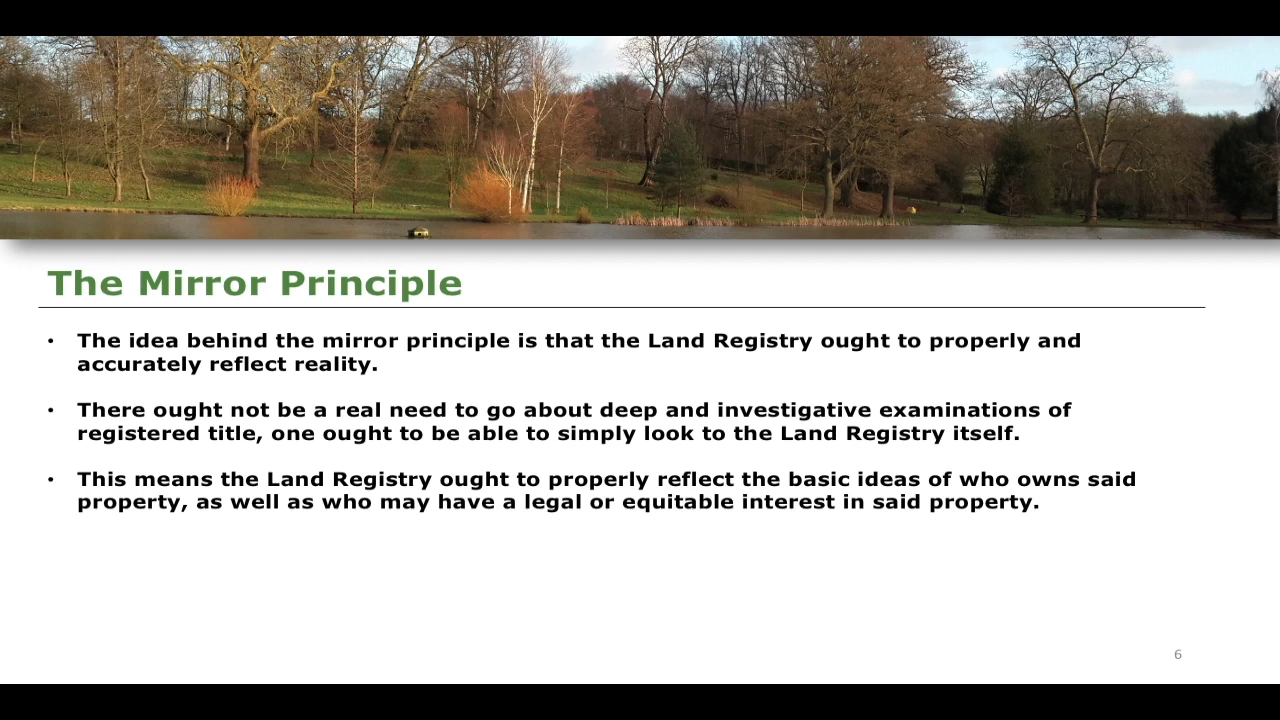 The Mirror Principle
• The idea behind the mirror principle is that the Land Registry ought to properly and
accurately reflect reality.
• There ought not be a real need to go about deep and investigative examinations of
registered title, one ought to be able to simply look to the Land Registry itself.
• This means the Land Registry ought to properly reflect the basic ideas of who owns said
property, as well as who may have a legal or equitable interest in said property.
6